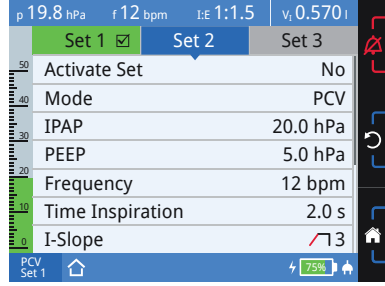 p 19.8 hPa f 12 bpm I:E 1:1.5 VI 0.570 l
Set 1 ☑ Set 2 Set 3
50
Activate Set No
Mode PCV
40
IPAP 20.0 hPa
30
PEEP 5.0 hPa
20
Frequency 12 bpm
10
Time Inspiration 2.0 s
0
I-Slope 3
PCV
Set 1
75%